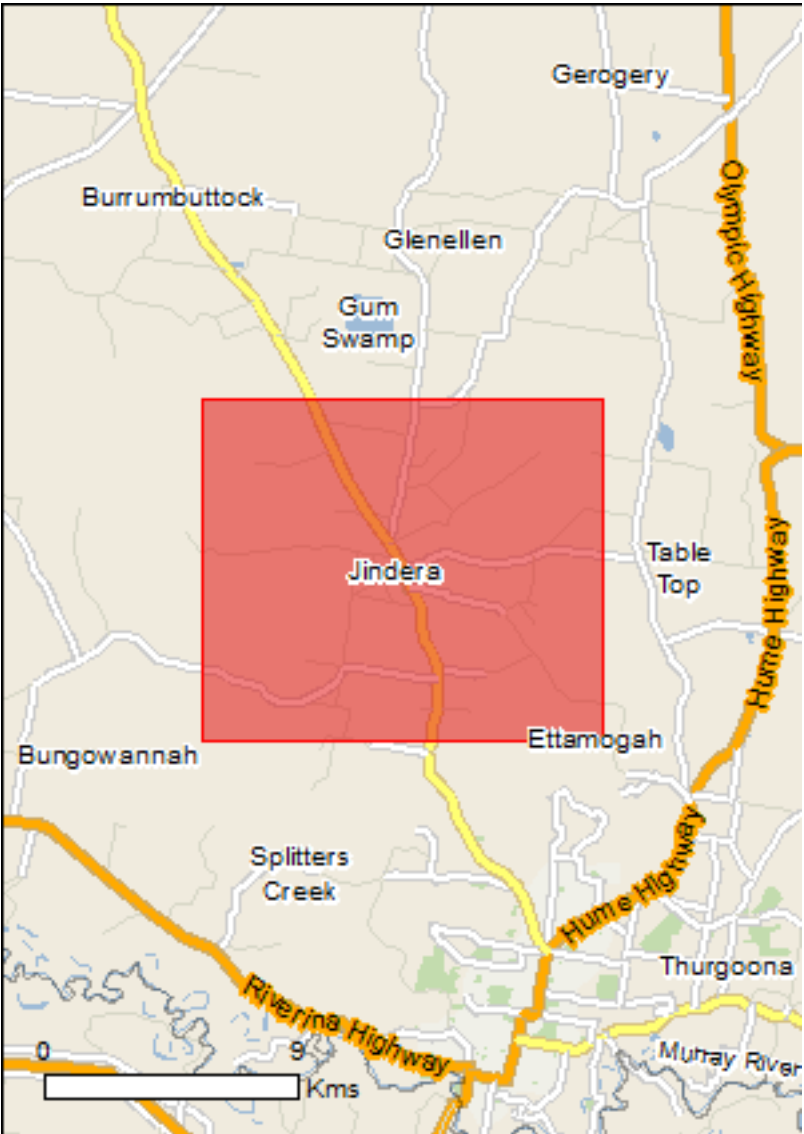 Gerogery
Olympic Highway
Burrumbuttock
Glenellen
Gum
Swamp
Jindera
Table
Top
Hume Highway
Ettamogah
Bungowannah
Hume Highway
Splitters
Creek
Thurgoona
Riverina Highway
Murray River
0 9
Kms